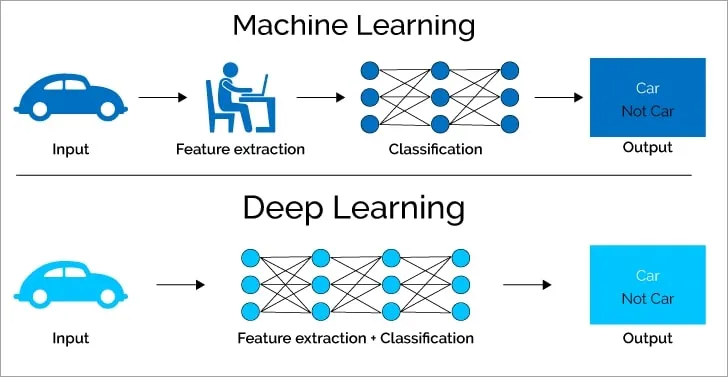 Machine Learning
Car
Not Car
Input
Feature extraction
Classification
Output
Deep Learning
Car
Not Car
Input
Feature extraction + Classification
Output